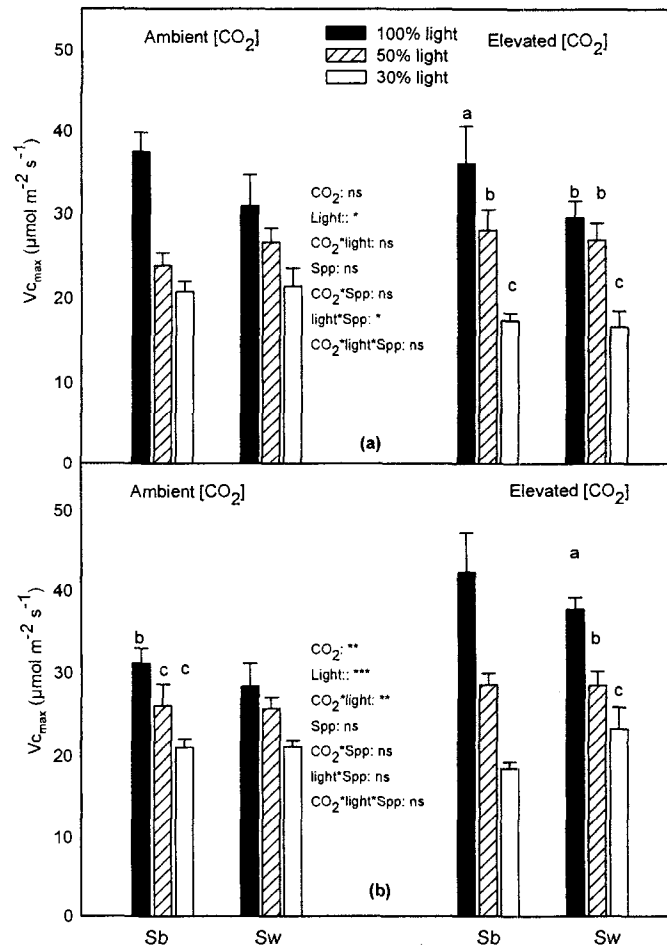 Ambient [CO2]
100% light
50% light
30% light
Elevated [CO2]
50
40
30
20
10
0
Vcmax (µmol m-2 s-1)
CO2: ns
Light:: *
CO2*light: ns
Spp: ns
CO2*Spp: ns
light*Spp: *
CO2*light*Spp: ns
a
b
c
b
b
c
(a)
Ambient [CO2]
Elevated [CO2]
50
40
30
20
10
0
Vcmax (µmol m-2 s-1)
b
c
c
CO2: **
Light:: ***
CO2*light: **
Spp: ns
CO2*Spp: ns
light*Spp: ns
CO2*light*Spp: ns
a
b
c
(b)
Sb
Sw
Sb
Sw